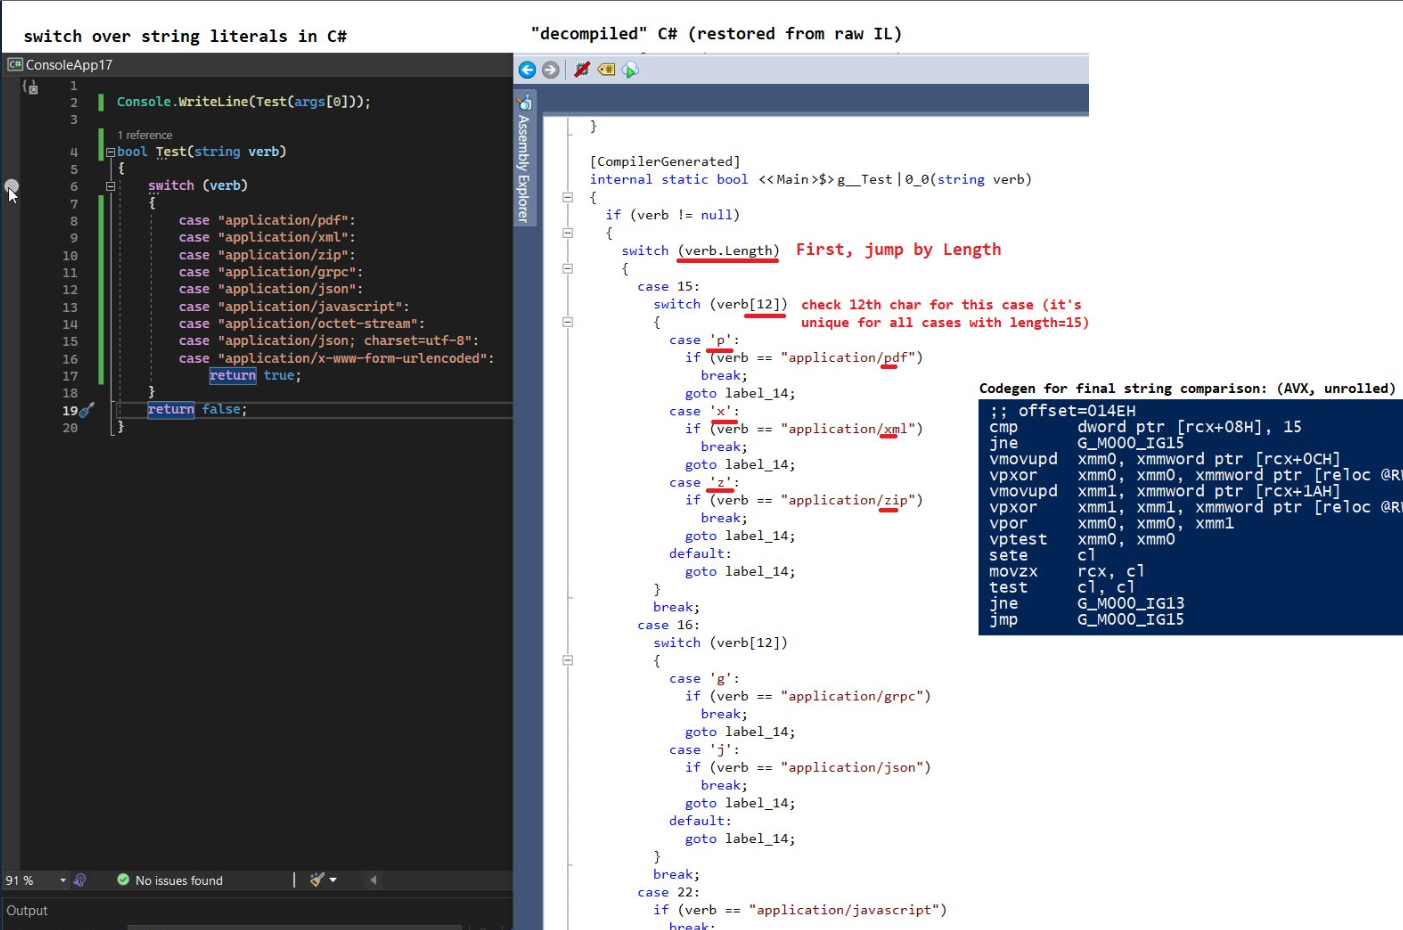 switch over string literals in C#
"decompiled" C# (restored from raw IL)
C# ConsoleApp17
1
2 Console.WriteLine(Test(args[0]));
3
1 reference
4 bool Test(string verb)
5 {
6 switch (verb)
7 {
8 case "application/pdf":
9 case "application/xml":
10 case "application/zip":
11 case "application/grpc":
12 case "application/json":
13 case "application/javascript":
14 case "application/octet-stream":
15 case "application/json; charset=utf-8":
16 case "application/x-www-form-urlencoded":
17 return true;
18 }
19 return false;
20 }
91 %
No issues found
Output
Assembly Explorer
}
[CompilerGenerated]
internal static bool <<Main>$>g__Test|0_0(string verb)
{
if (verb != null)
{
switch (verb.Length) First, jump by Length
{
case 15:
switch (verb[12]) check 12th char for this case (it's
unique for all cases with length=15)
{
case 'p':
if (verb == "application/pdf")
break;
goto label_14;
case 'x':
if (verb == "application/xml")
break;
goto label_14;
case 'z':
if (verb == "application/zip")
break;
goto label_14;
default:
goto label_14;
}
break;
case 16:
switch (verb[12])
{
case 'g':
if (verb == "application/grpc")
break;
goto label_14;
case 'j':
if (verb == "application/json")
break;
goto label_14;
default:
goto label_14;
}
break;
case 22:
if (verb == "application/javascript")
break;
Codegen for final string comparison: (AVX, unrolled)
;; offset=014EH
cmp dword ptr [rcx+08H], 15
jne G_M000_IG15
vmovupd xmm0, xmmword ptr [rcx+0CH]
vpxor xmm0, xmm0, xmmword ptr [reloc @R
vmovupd xmm1, xmmword ptr [rcx+1AH]
vpxor xmm1, xmm1, xmmword ptr [reloc @R
vpor xmm0, xmm0, xmm1
vptest xmm0, xmm0
sete cl
movzx rcx, cl
test cl, cl
jne G_M000_IG13
jmp G_M000_IG15